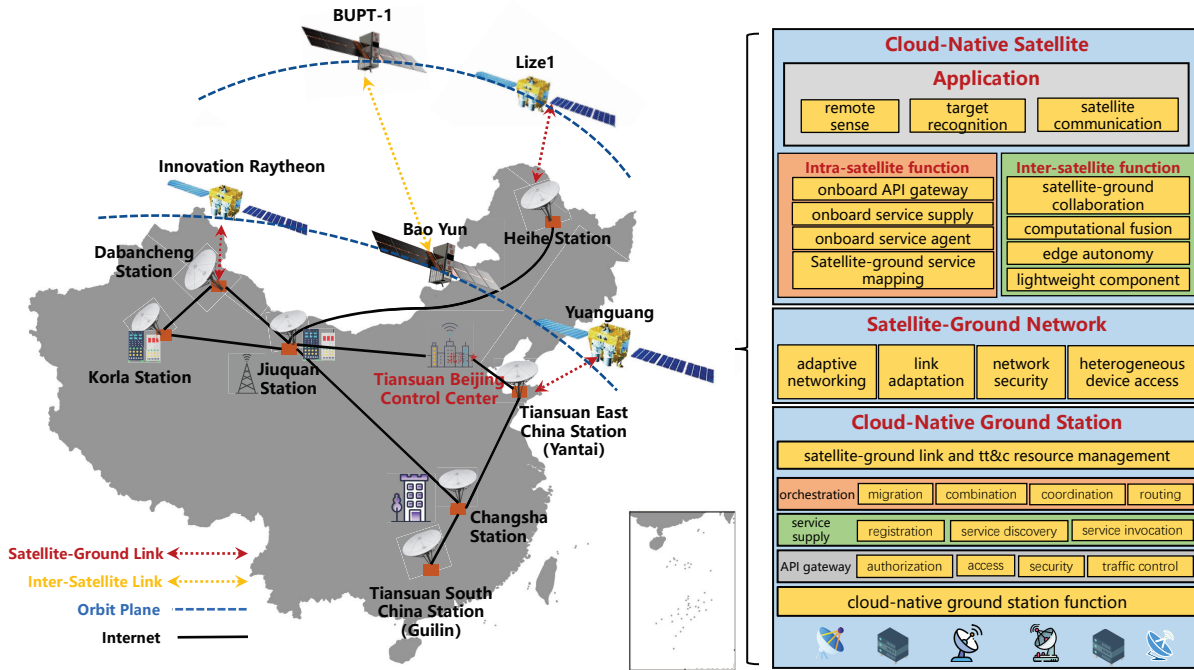 BUPT-1
Lize1
Innovation Raytheon
Bao Yun
Heihe Station
Dabancheng
Station
Yuanguang
Korla Station
Jiuquan
Station
Tiansuan Beijing
Control Center
Tiansuan East
China Station
(Yantai)
Changsha
Station
Tiansuan South
China Station
(Guilin)
Satellite-Ground Link
Inter-Satellite Link
Orbit Plane
Internet
Cloud-Native Satellite
Application
remote
sense
target
recognition
satellite
communication
Intra-satellite function
onboard API gateway
onboard service supply
onboard service agent
Satellite-ground service
mapping
Inter-satellite function
satellite-ground
collaboration
computational fusion
edge autonomy
lightweight component
Satellite-Ground Network
adaptive
networking
link
adaptation
network
security
heterogeneous
device access
Cloud-Native Ground Station
satellite-ground link and tt&c resource management
orchestration
migration
combination
coordination
routing
service
supply
registration
service discovery
service invocation
API gateway
authorization
access
security
traffic control
cloud-native ground station function